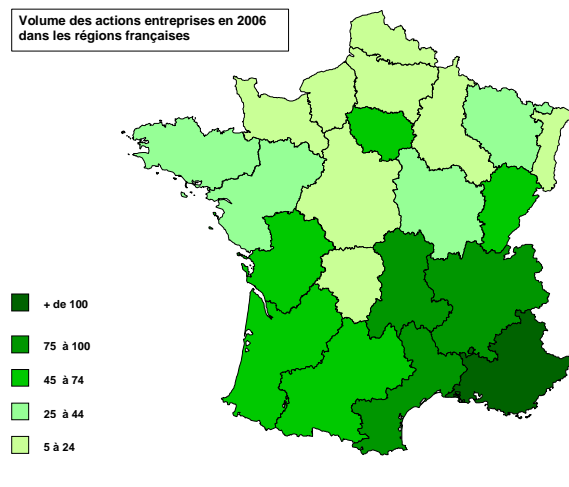 Volume des actions entreprises en 2006
dans les régions françaises
+ de 100
75 à 100
45 à 74
25 à 44
5 à 24